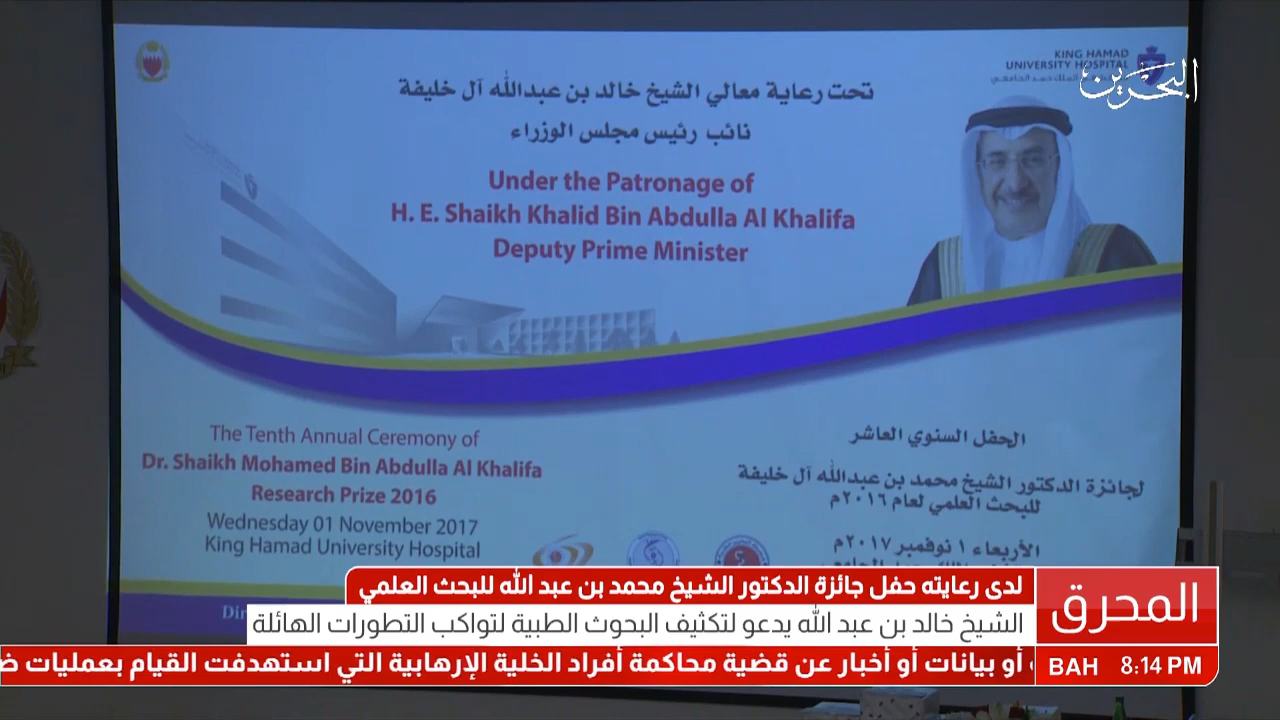 KING HAMAD
UNIVERSITY HOSPITAL
الملك حمد الجامعي
البحرين
تحت رعاية معالي الشيخ خالد بن عبدالله آل خليفة
نائب رئيس مجلس الوزراء
Under the Patronage of
H. E. Shaikh Khalid Bin Abdulla Al Khalifa
Deputy Prime Minister
The Tenth Annual Ceremony of
Dr. Shaikh Mohamed Bin Abdulla Al Khalifa
Research Prize 2016
Wednesday 01 November 2017
King Hamad University Hospital
الحفل السنوي العاشر
لجائزة الدكتور الشيخ محمد بن عبدالله آل خليفة
للبحث العلمي لعام ٢٠١٦م
الأربعاء ١ نوفمبر ٢٠١٧م
المحرق
لدى رعايته حفل جائزة الدكتور الشيخ محمد بن عبد الله للبحث العلمي
الشيخ خالد بن عبد الله يدعو لتكثيف البحوث الطبية لتواكب التطورات الهائلة
أو بيانات أو أخبار عن قضية محاكمة أفراد الخلية الإرهابية التي استهدفت القيام بعمليات
BAH 8:14 PM